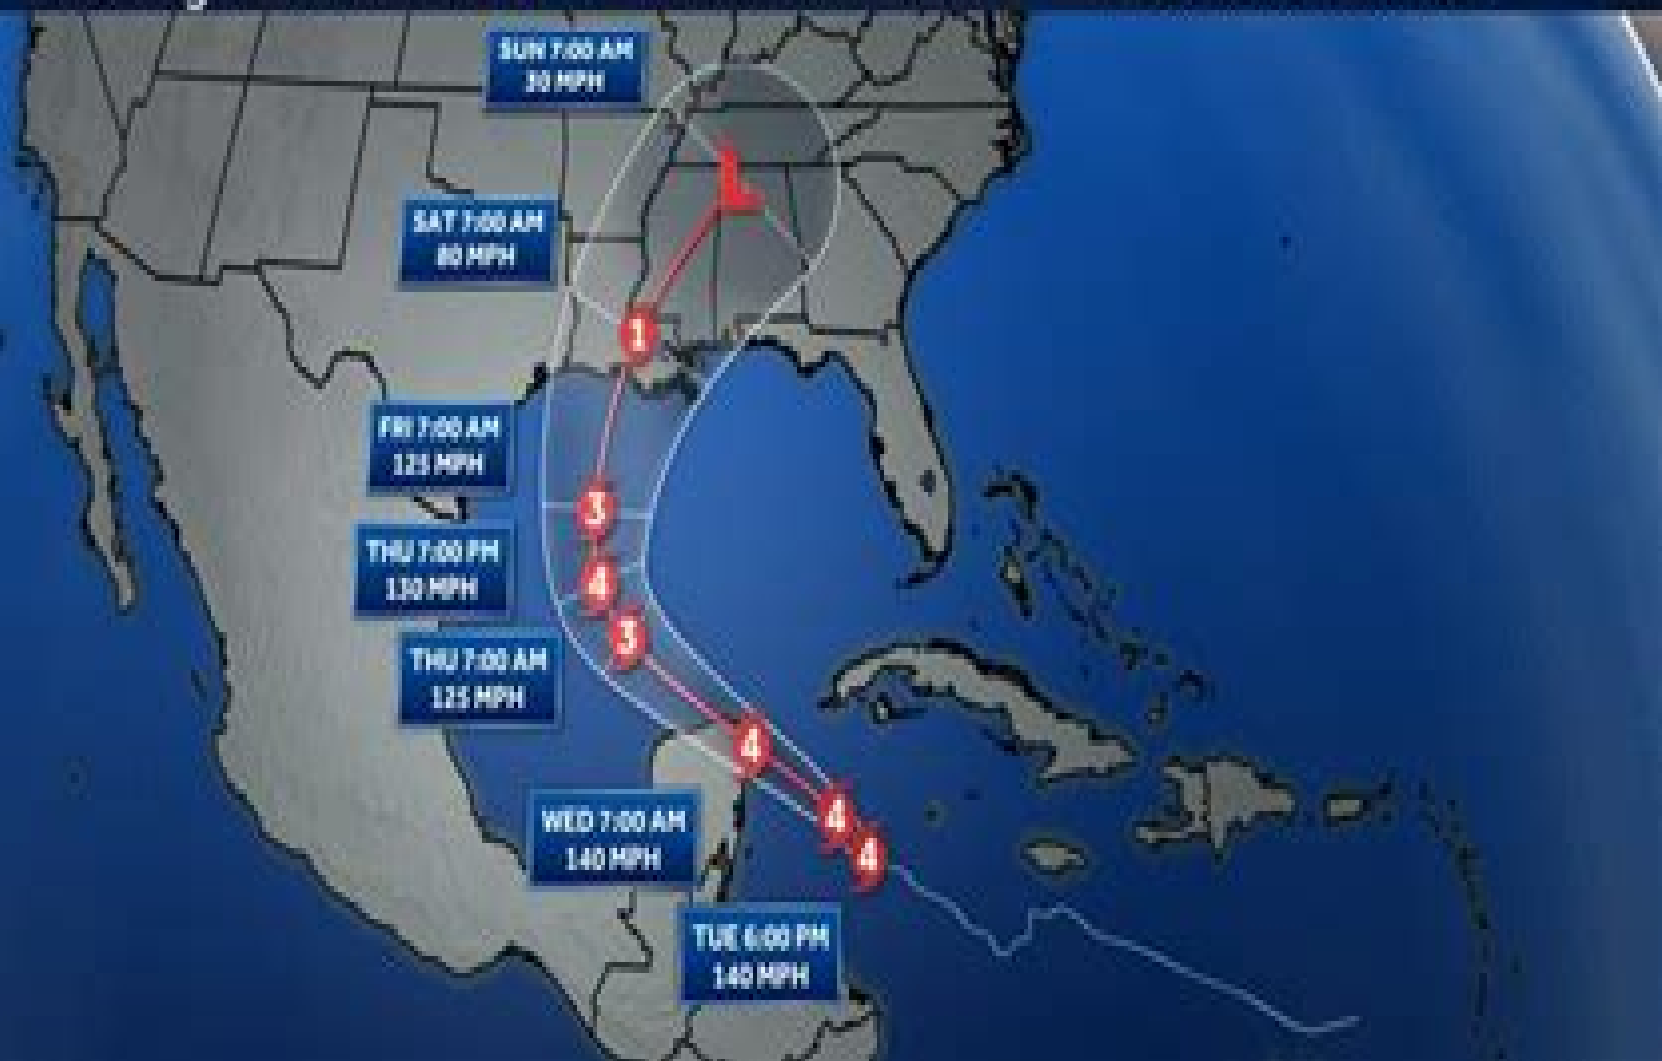 SUN 7:00 AM
30 MPH
L
SAT 7:00 AM
80 MPH
1
FRI 7:00 AM
125 MPH
3
THU 7:00 PM
130 MPH
4
THU 7:00 AM
125 MPH
3
4
WED 7:00 AM
140 MPH
4
4
TUE 6:00 PM
140 MPH